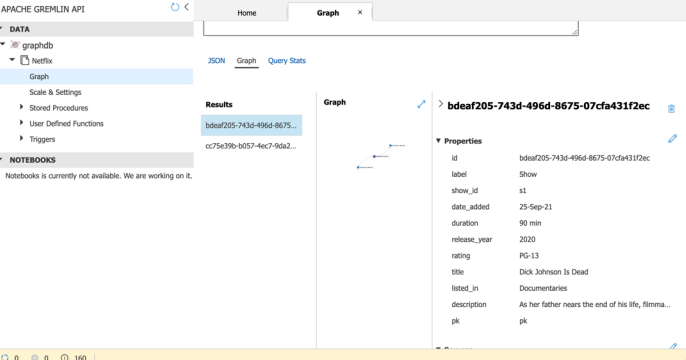 APACHE GREMLIN API
Home
Graph
DATA
graphdb
Netflix
Graph
Scale & Settings
Stored Procedures
User Defined Functions
Triggers
NOTEBOOKS
Notebooks is currently not available. We are working on it.
JSON Graph Query Stats
Results
bdeaf205-743d-496d-8675...
cc75e39b-b057-4ec7-9da2...
Graph
bdeaf205-743d-496d-8675-07cfa431f2ec
Properties
id bdeaf205-743d-496d-8675-07cfa431f2ec
label Show
show_id s1
date_added 25-Sep-21
duration 90 min
release_year 2020
rating PG-13
title Dick Johnson Is Dead
listed_in Documentaries
description As her father nears the end of his life, filmma...
pk pk
0 0 160